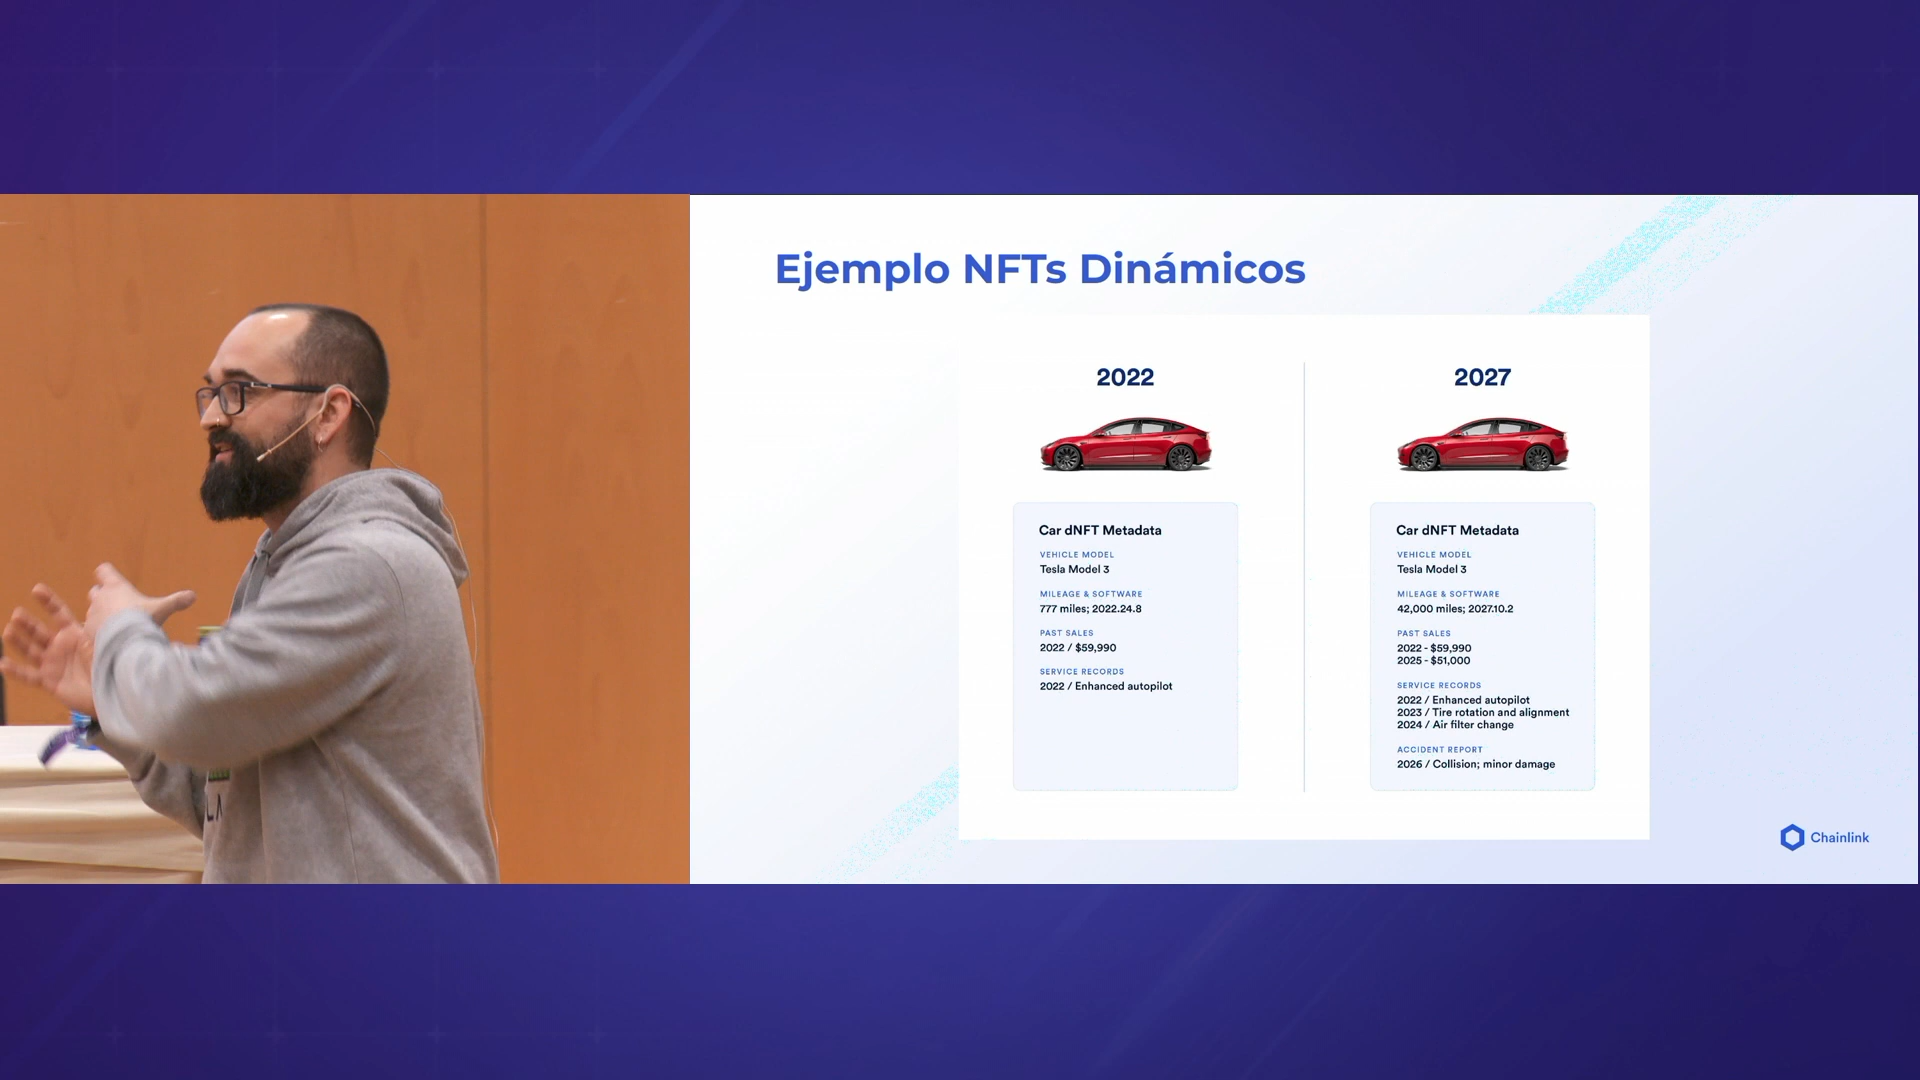 Ejemplo NFTs Dinámicos
2022
Car dNFT Metadata
VEHICLE MODEL
Tesla Model 3
MILEAGE & SOFTWARE
777 miles; 2022.24.8
PAST SALES
2022 / $59,990
SERVICE RECORDS
2022 / Enhanced autopilot
2027
Car dNFT Metadata
VEHICLE MODEL
Tesla Model 3
MILEAGE & SOFTWARE
42,000 miles; 2027.10.2
PAST SALES
2022 - $59,990
2025 - $51,000
SERVICE RECORDS
2022 / Enhanced autopilot
2023 / Tire rotation and alignment
2024 / Air filter change
ACCIDENT REPORT
2026 / Collision; minor damage
Chainlink